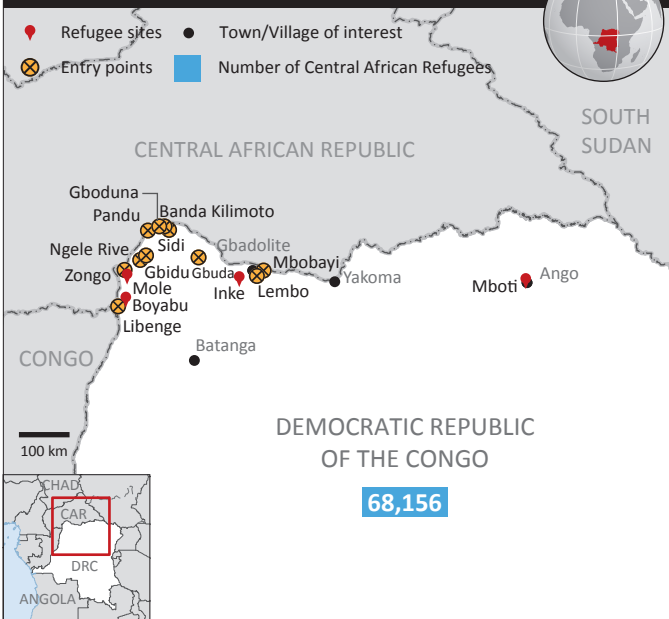 Refugee sites
Town/Village of interest
Entry points
Number of Central African Refugees
SOUTH
SUDAN
CENTRAL AFRICAN REPUBLIC
Gboduna
Pandu
Banda Kilimoto
Ngele Rive
Sidi
Gbadolite
Zongo
Gbidu
Gbuda
Mbobayi
Mole
Inke
Lembo
Yakoma
Mboti
Ango
Boyabu
Libenge
CONGO
Batanga
100 km
DEMOCRATIC REPUBLIC
OF THE CONGO
68,156
CHAD
CAR
DRC
ANGOLA